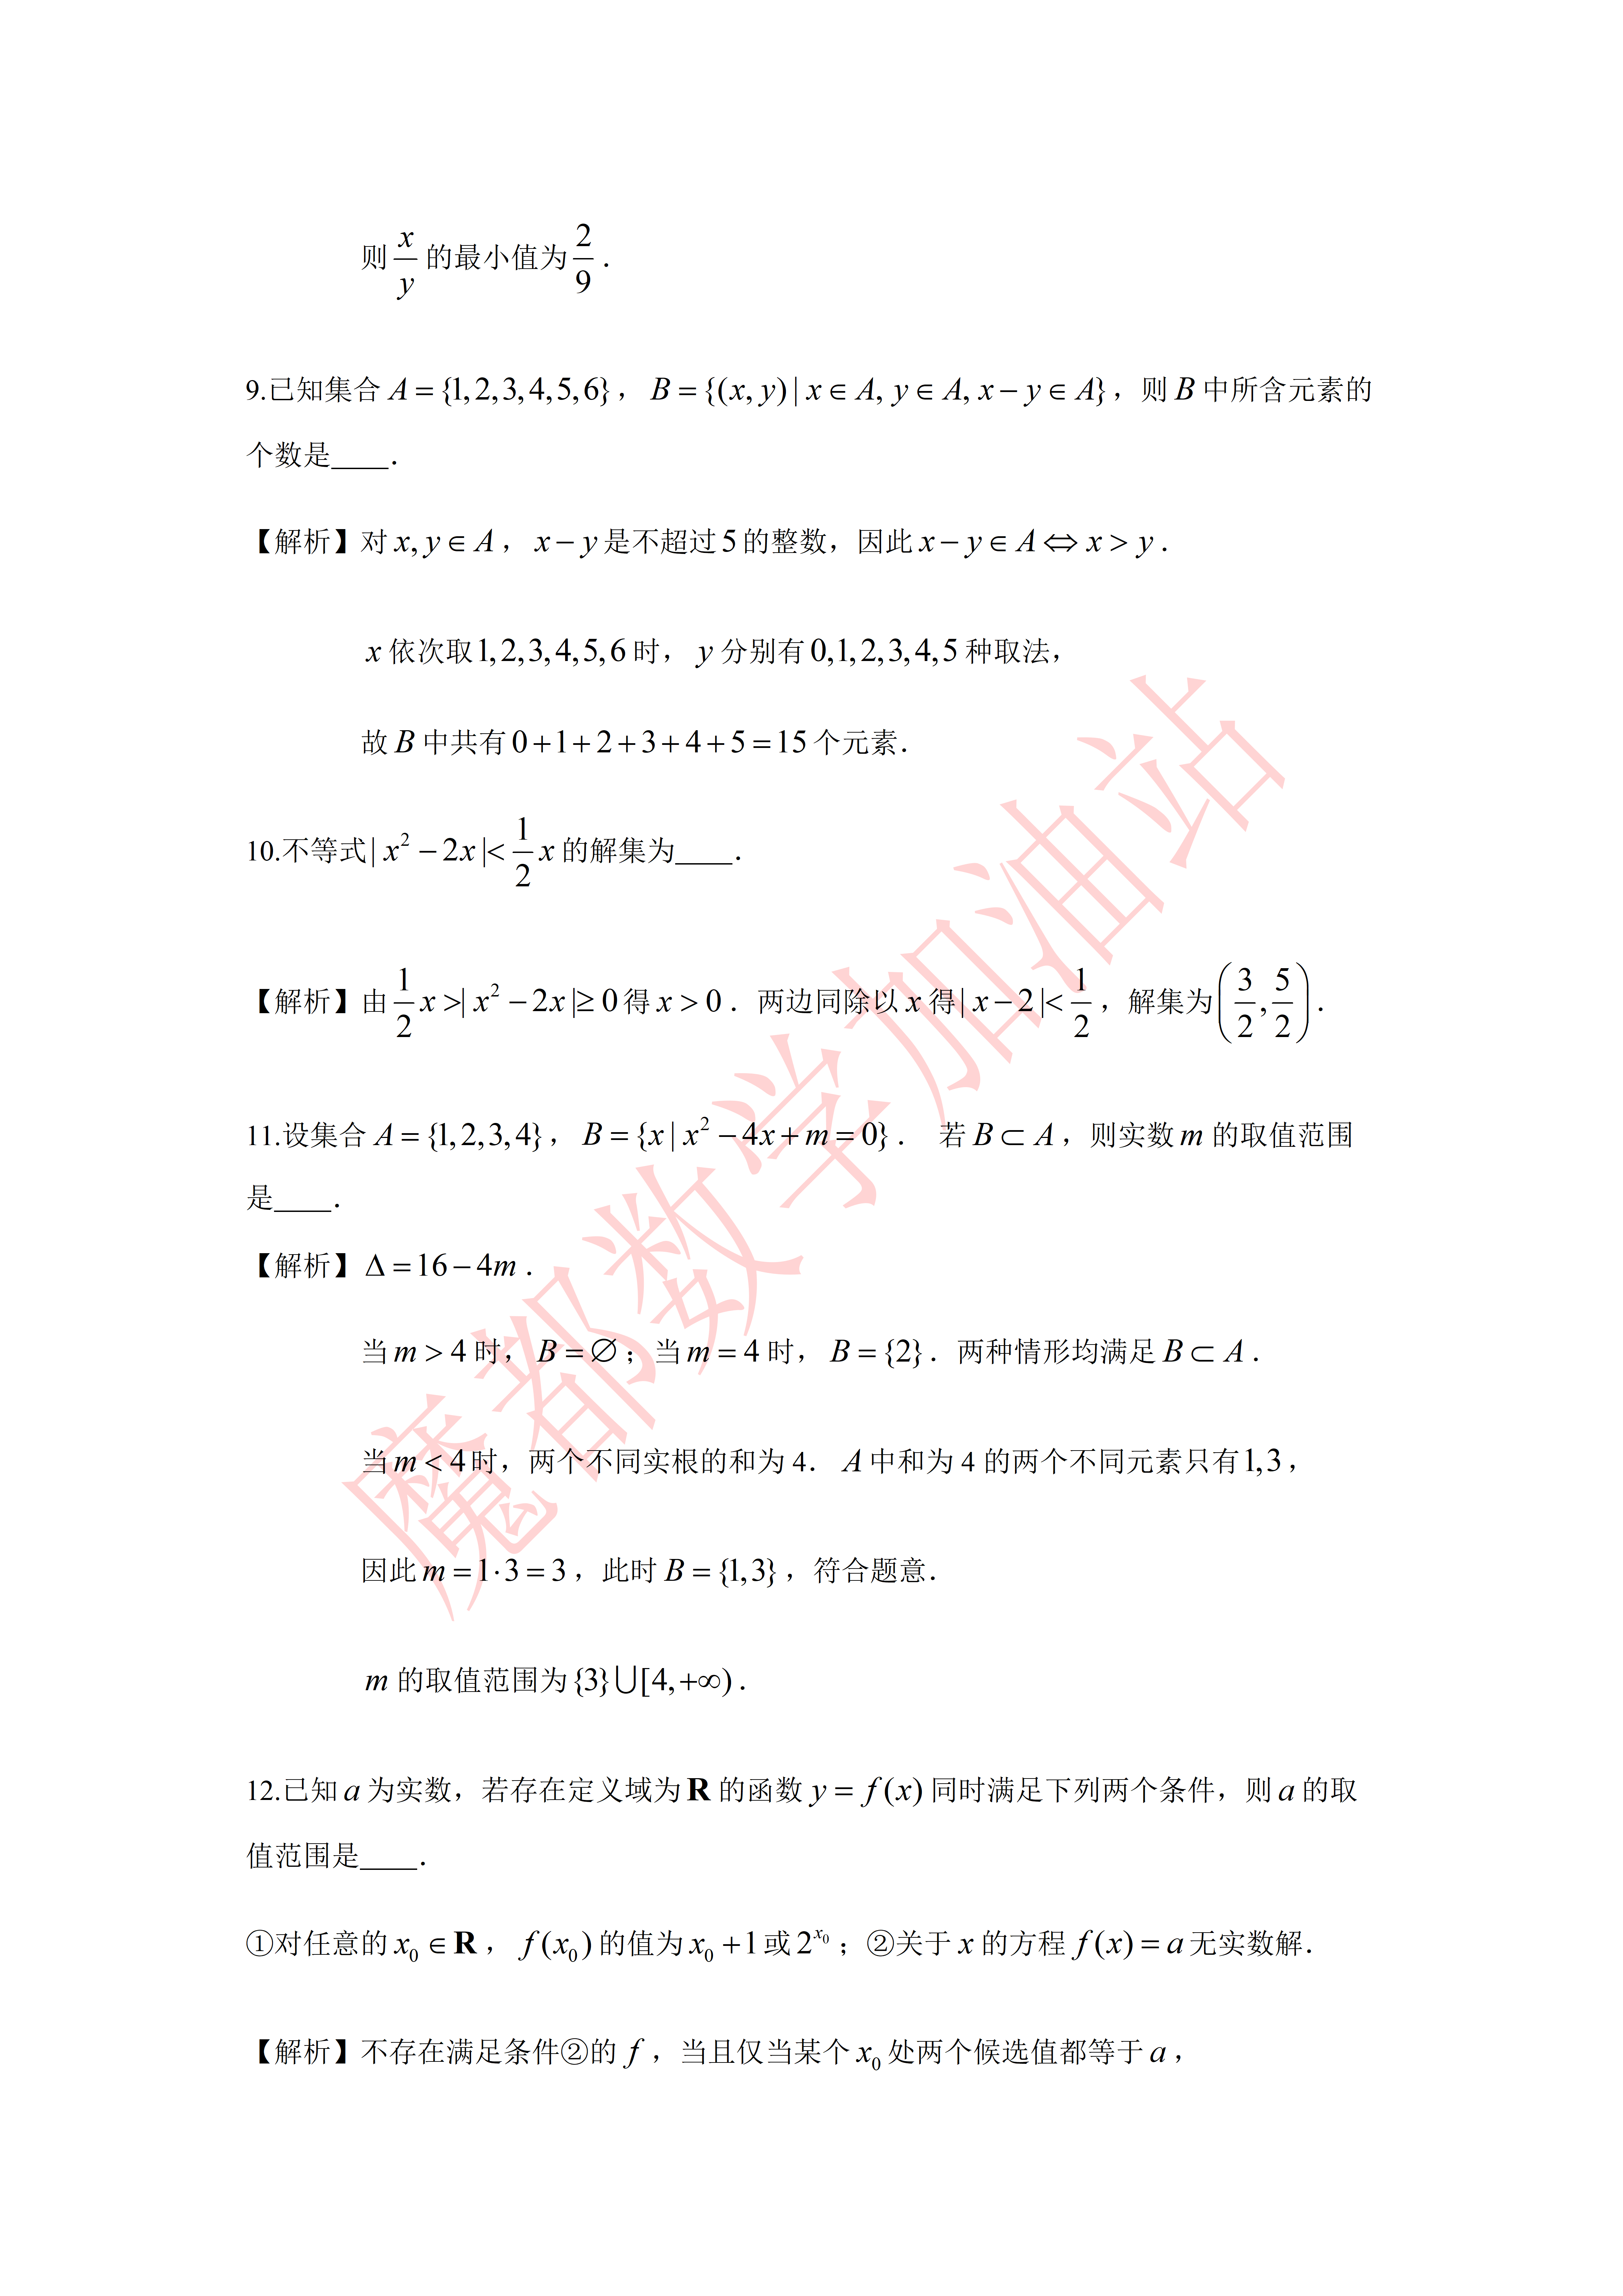 则 x/y 的最小值为 2/9 .
9.已知集合 A = {1,2,3,4,5,6} ， B = {(x, y) | x ∈ A, y ∈ A, x − y ∈ A} ，则 B 中所含元素的
个数是____.
【解析】对 x, y ∈ A ， x − y 是不超过 5 的整数，因此 x − y ∈ A ⇔ x > y .
x 依次取 1,2,3,4,5,6 时， y 分别有 0,1,2,3,4,5 种取法，
故 B 中共有 0+1+2+3+4+5=15 个元素.
10.不等式 | x² − 2x |< 1/2 x 的解集为____.
【解析】由 1/2 x >| x² − 2x |≥ 0 得 x > 0 . 两边同除以 x 得 | x − 2 |< 1/2 ，解集为 (3/2, 5/2) .
11.设集合 A = {1,2,3,4} ， B = {x | x² − 4x + m = 0} . 若 B ⊂ A ，则实数 m 的取值范围
是____.
【解析】 Δ = 16 − 4m .
当 m > 4 时， B = ∅ ；当 m = 4 时， B = {2} . 两种情形均满足 B ⊂ A .
当 m < 4 时，两个不同实根的和为 4. A 中和为 4 的两个不同元素只有 1,3 ，
因此 m = 1·3 = 3 ，此时 B = {1,3} ，符合题意.
m 的取值范围为 {3}⋃[4,+∞) .
12.已知 a 为实数，若存在定义域为 R 的函数 y = f (x) 同时满足下列两个条件，则 a 的取
值范围是____.
①对任意的 x₀ ∈ R ， f (x₀) 的值为 x₀ +1 或 2^{x₀} ；②关于 x 的方程 f (x) = a 无实数解.
【解析】不存在满足条件②的 f ，当且仅当某个 x₀ 处两个候选值都等于 a ，
魔都数学加油站